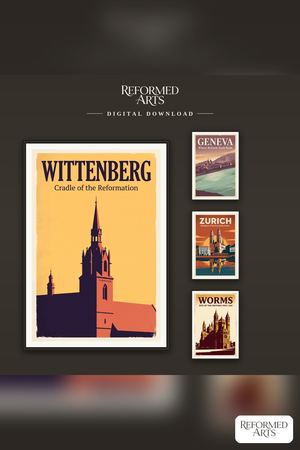 REFORMED
ARTS
DIGITAL DOWNLOAD
WITTENBERG
Cradle of the Reformation
GENEVA
ZURICH
WORMS
REFORMED
ARTS